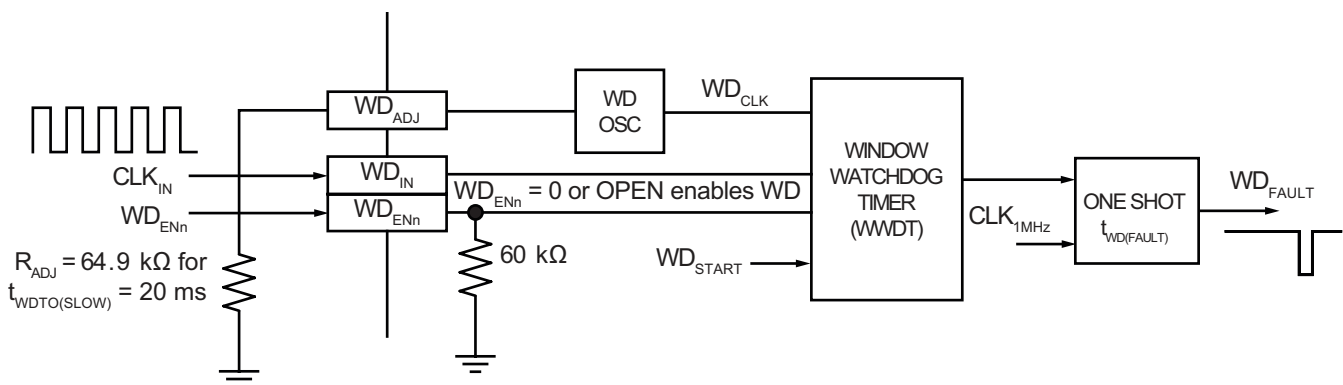 WD_ADJ
WD
OSC
WD_CLK
CLK_IN
WD_IN
WD_ENn = 0 or OPEN enables WD
WD_ENn
WD_ENn
WINDOW
WATCHDOG
TIMER
(WWDT)
ONE SHOT
t_WD(FAULT)
WD_FAULT
CLK_1MHz
R_ADJ = 64.9 kΩ for
t_WDTO(SLOW) = 20 ms
60 kΩ
WD_START